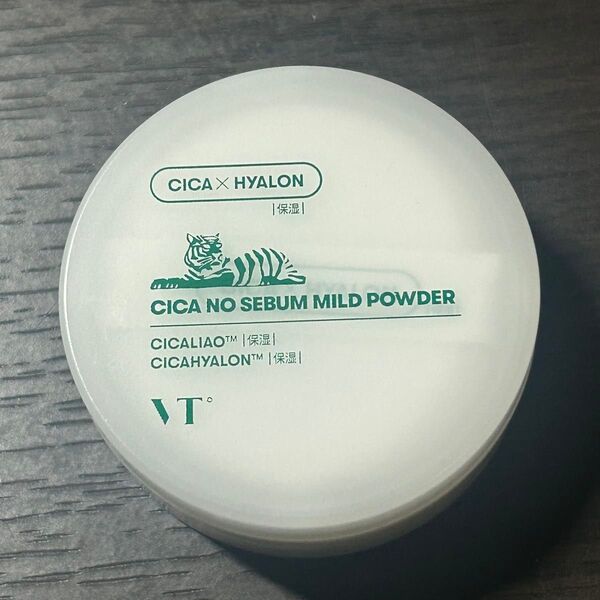 CICA × HYALON
|保湿|
CICA NO SEBUM MILD POWDER
CICALIAO™ |保湿|
CICAHYALON™ |保湿|
VT°